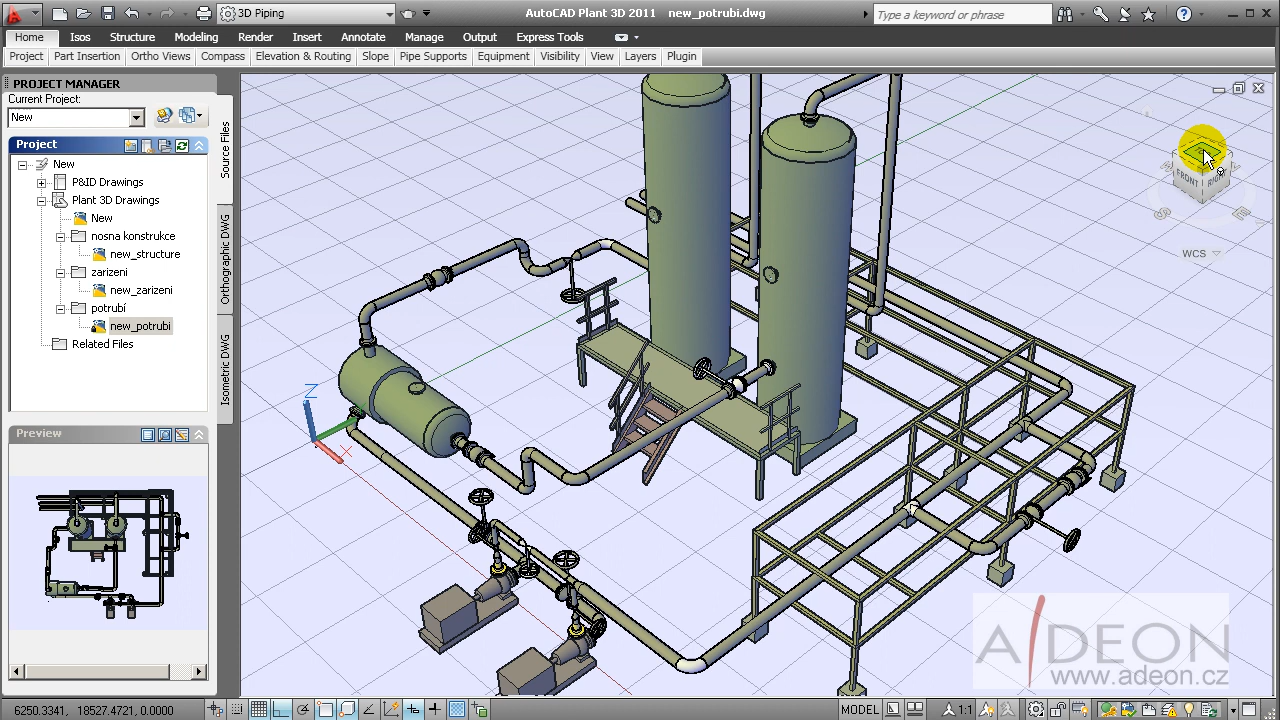 3D Piping
AutoCAD Plant 3D 2011 new_potrubi.dwg
Type a keyword or phrase
Home Isos Structure Modeling Render Insert Annotate Manage Output Express Tools
Project Part Insertion Ortho Views Compass Elevation & Routing Slope Pipe Supports Equipment Visibility View Layers Plugin
PROJECT MANAGER
Current Project:
New
Project
New
P&ID Drawings
Plant 3D Drawings
New
nosna konstrukce
new_structure
zarizeni
new_zarizeni
potrubí
new_potrubi
Related Files
Source Files
Orthographic DWG
Isometric DWG
Preview
FRONT
RIGHT
S
E
WCS
Z
X
A/DEON
www.adeon.cz
6250.3341, 18527.4721, 0.0000
MODEL
1:1